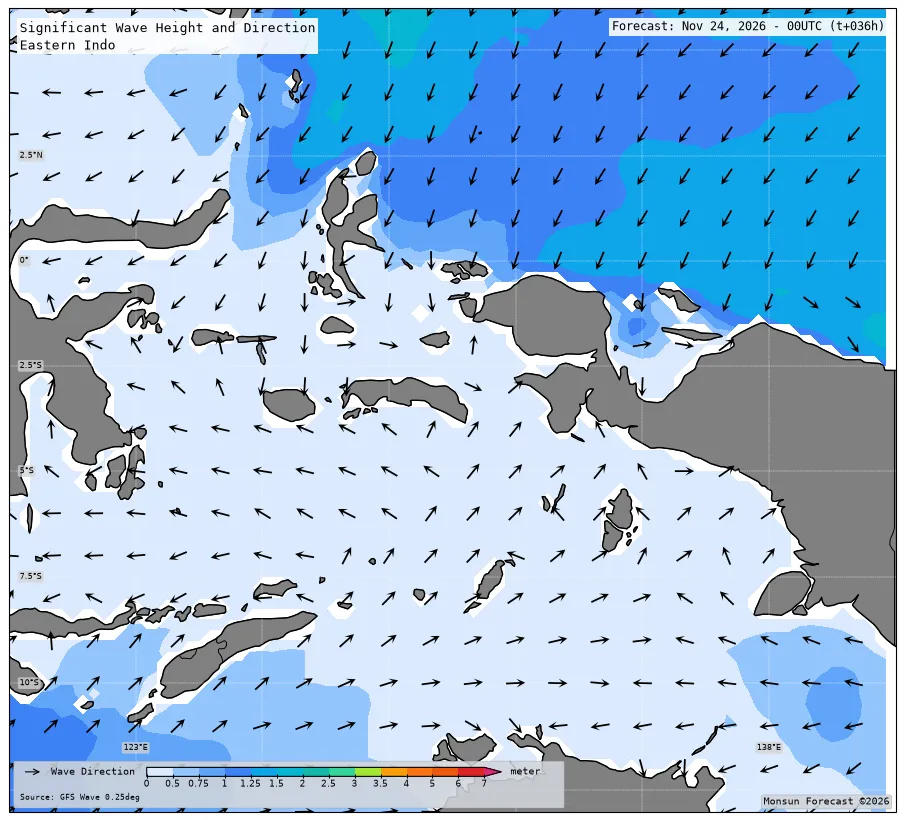 Significant Wave Height and Direction
Eastern Indo
Forecast: Nov 24, 2026 - 00UTC (t+036h)
2.5°N
0°
2.5°S
5°S
7.5°S
10°S
123°E
138°E
Wave Direction
meter
0 0.5 0.75 1 1.25 1.5 2 2.5 3 3.5 4 5 6 7
Source: GFS Wave 0.25deg
Monsun Forecast ©2026